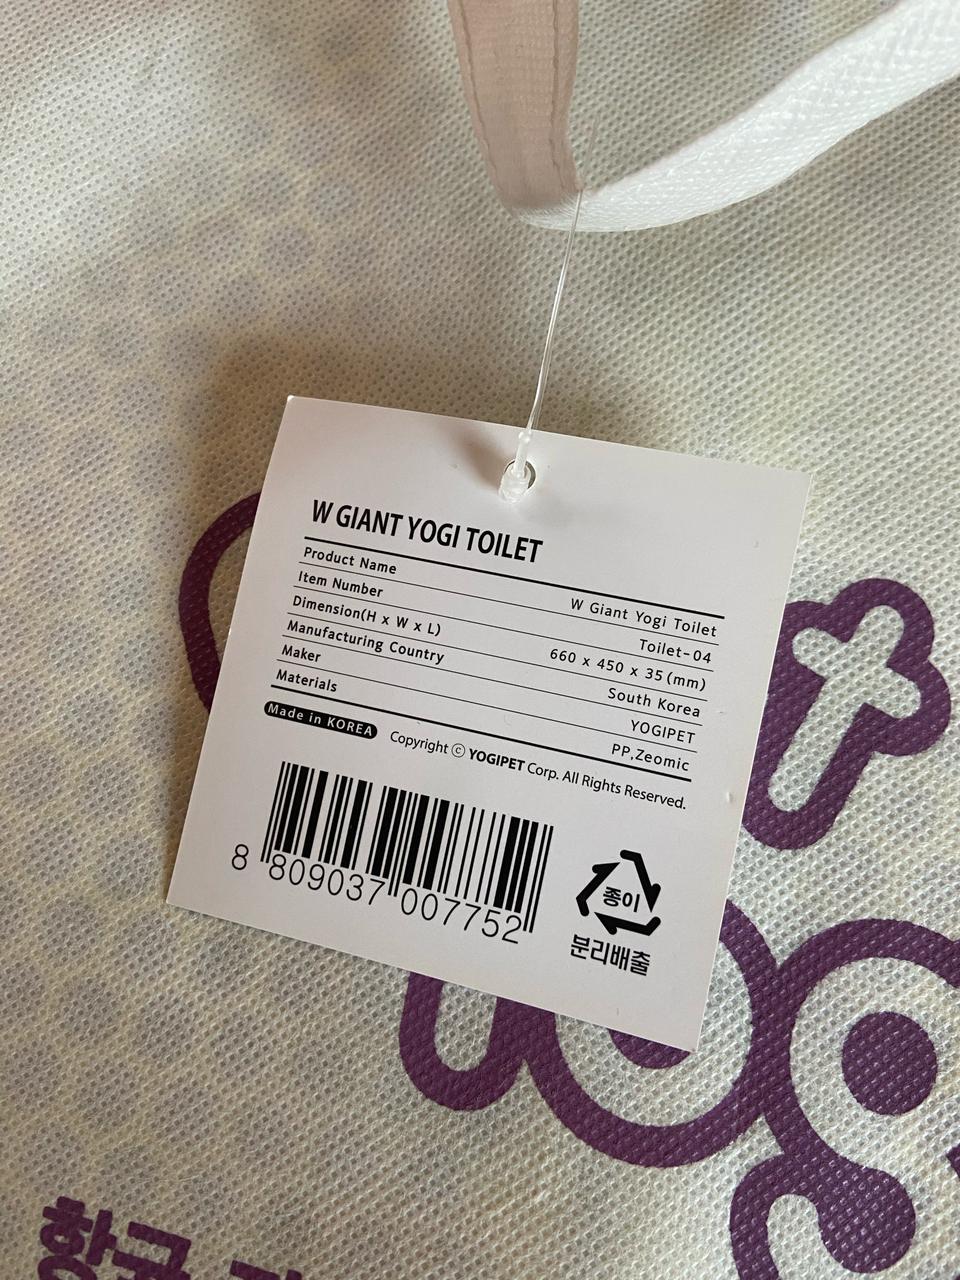 W GIANT YOGI TOILET
Product Name W Giant Yogi Toilet
Item Number Toilet-04
Dimension(H x W x L) 660 x 450 x 35(mm)
Manufacturing Country South Korea
Maker YOGIPET
Materials PP,Zeomic
Made in KOREA Copyright ⓒ YOGIPET Corp. All Rights Reserved.
8 809037 007752
종이
분리배출
항균